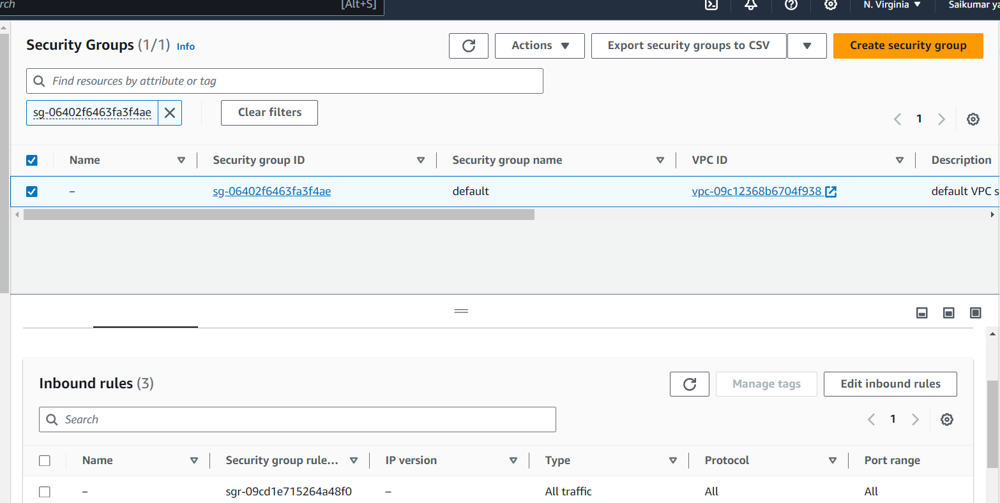 rch [Alt+S] N. Virginia Saikumar ya
Security Groups (1/1) Info Actions Export security groups to CSV Create security group
Find resources by attribute or tag
sg-06402f6463fa3f4ae Clear filters
1
Name Security group ID Security group name VPC ID Description
– sg-06402f6463fa3f4ae default vpc-09c12368b6704f938 default VPC s
Inbound rules (3) Manage tags Edit inbound rules
Search 1
Name Security group rule... IP version Type Protocol Port range
– sgr-09cd1e715264a48f0 – All traffic All All